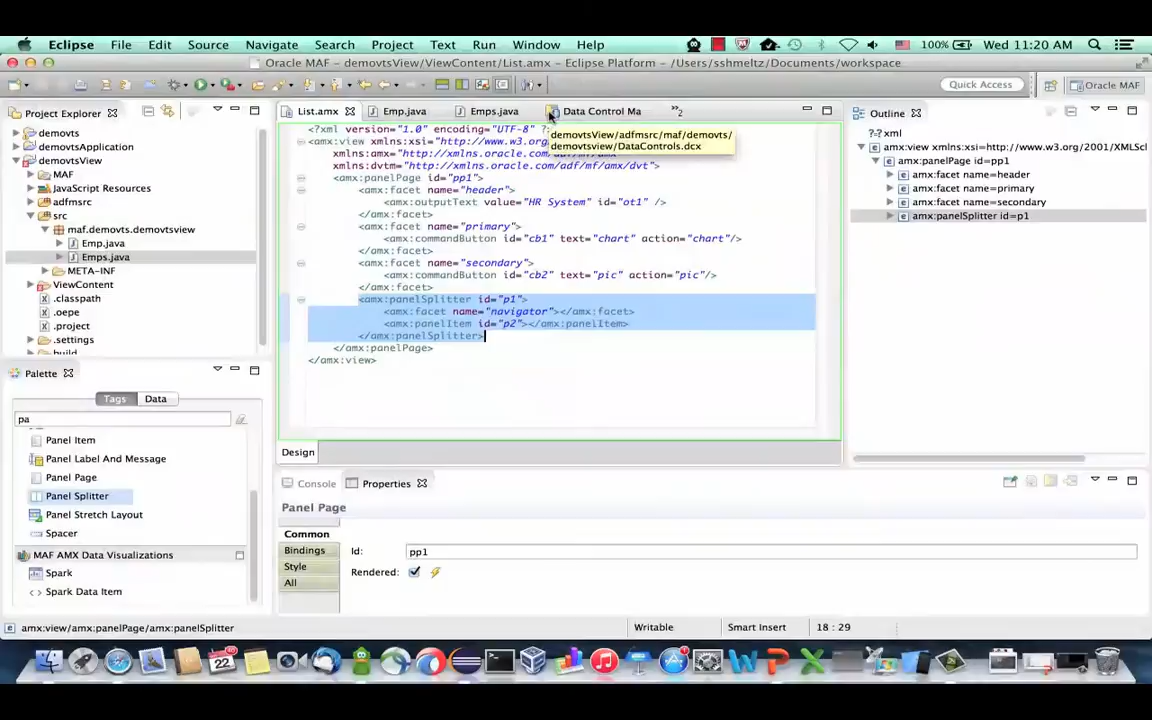 Eclipse File Edit Source Navigate Search Project Text Run Window Help 100% Wed 11:20 AM
Oracle MAF - demovtsView/ViewContent/List.amx - Eclipse Platform - /Users/sshmeltz/Documents/workspace
Quick Access Oracle MAF
Project Explorer
demovts
demovtsApplication
demovtsView
MAF
JavaScript Resources
adfmsrc
src
maf.demovts.demovtsview
Emp.java
Emps.java
META-INF
ViewContent
.classpath
.oepe
.project
.settings
build
Palette
Tags Data
pa
Panel Item
Panel Label And Message
Panel Page
Panel Splitter
Panel Stretch Layout
Spacer
MAF AMX Data Visualizations
Spark
Spark Data Item
List.amx Emp.java Emps.java Data Control Ma 2
demovtsView/adfmsrc/maf/demovts/
demovtsview/DataControls.dcx
<?xml version="1.0" encoding="UTF-8" ?
<amx:view xmlns:xsi="http://www.w3.org
xmlns:amx="http://xmlns.oracle.com/adf/mf/amx"
xmlns:dvtm="http://xmlns.oracle.com/adf/mf/amx/dvt">
<amx:panelPage id="pp1">
<amx:facet name="header">
<amx:outputText value="HR System" id="ot1" />
</amx:facet>
<amx:facet name="primary">
<amx:commandButton id="cb1" text="chart" action="chart"/>
</amx:facet>
<amx:facet name="secondary">
<amx:commandButton id="cb2" text="pic" action="pic"/>
</amx:facet>
<amx:panelSplitter id="p1">
<amx:facet name="navigator"></amx:facet>
<amx:panelItem id="p2"></amx:panelItem>
</amx:panelSplitter>
</amx:panelPage>
</amx:view>
Design
Console Properties
Panel Page
Common
Bindings
Style
All
Id: pp1
Rendered:
Outline
?-? xml
amx:view xmlns:xsi=http://www.w3.org/2001/XMLScl
amx:panelPage id=pp1
amx:facet name=header
amx:facet name=primary
amx:facet name=secondary
amx:panelSplitter id=p1
amx:view/amx:panelPage/amx:panelSplitter Writable Smart Insert 18 : 29